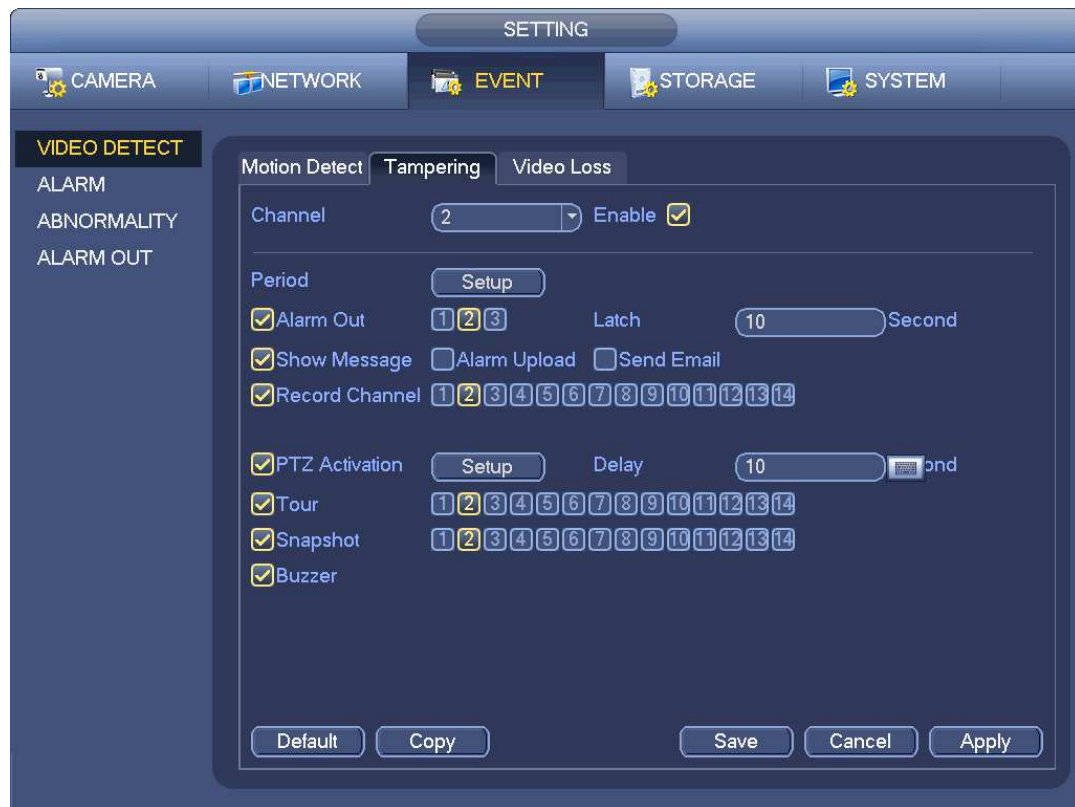 SETTING
CAMERA NETWORK EVENT STORAGE SYSTEM
VIDEO DETECT
ALARM
ABNORMALITY
ALARM OUT
Motion Detect Tampering Video Loss
Channel 2 Enable
Period Setup
Alarm Out 1 2 3 Latch 10 Second
Show Message Alarm Upload Send Email
Record Channel 1 2 3 4 5 6 7 8 9 10 11 12 13 14
PTZ Activation Setup Delay 10 ond
Tour 1 2 3 4 5 6 7 8 9 10 11 12 13 14
Snapshot 1 2 3 4 5 6 7 8 9 10 11 12 13 14
Buzzer
Default Copy Save Cancel Apply